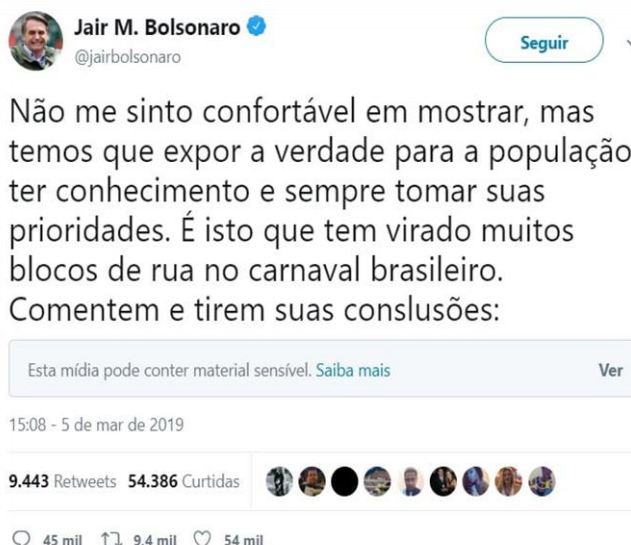 Jair M. Bolsonaro
@jairbolsonaro
Seguir
Não me sinto confortável em mostrar, mas
temos que expor a verdade para a população
ter conhecimento e sempre tomar suas
prioridades. É isto que tem virado muitos
blocos de rua no carnaval brasileiro.
Comentem e tirem suas conslusões:
Esta mídia pode conter material sensível. Saiba mais Ver
15:08 - 5 de mar de 2019
9.443 Retweets 54.386 Curtidas
45 mil 9,4 mil 54 mil